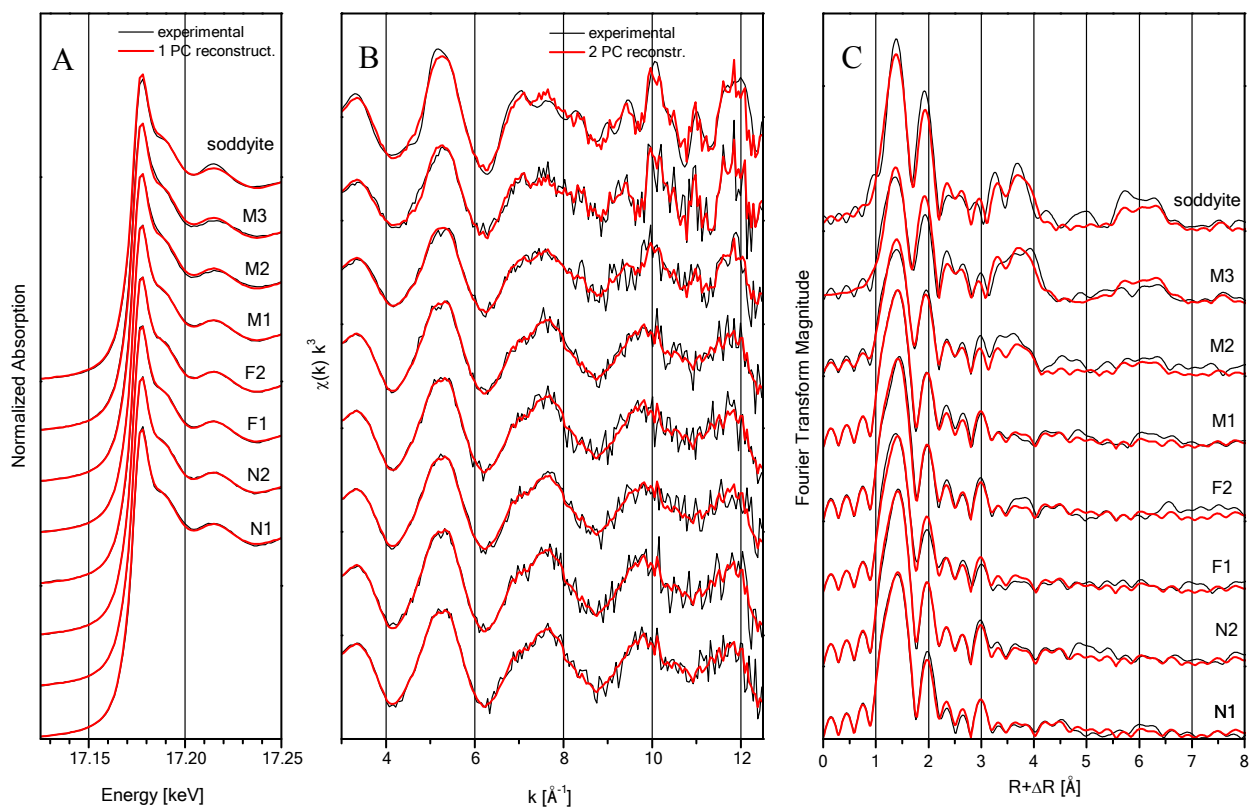 A
experimental
1 PC reconstruct.
soddyite
M3
M2
M1
F2
F1
N2
N1
Normalized Absorption
17.15 17.20 17.25
Energy [keV]
B
experimental
2 PC reconstr.
χ(k) k³
4 6 8 10 12
k [Å⁻¹]
C
soddyite
M3
M2
M1
F2
F1
N2
N1
Fourier Transform Magnitude
0 1 2 3 4 5 6 7 8
R+ΔR [Å]